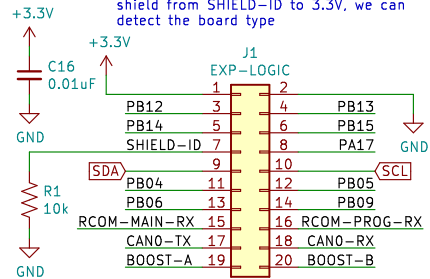 shield from SHIELD-ID to 3.3V, we can
detect the board type
+3.3V
C16
0.01uF
GND
+3.3V
J1
EXP-LOGIC
1 2
GND
PB12 3 4 PB13
PB14 5 6 PB15
SHIELD-ID 7 8 PA17
SDA 9 10 SCL
PB04 11 12 PB05
PB06 13 14 PB09
RCOM-MAIN-RX 15 16 RCOM-PROG-RX
CAN0-TX 17 18 CAN0-RX
BOOST-A 19 20 BOOST-B
R1
10k
GND